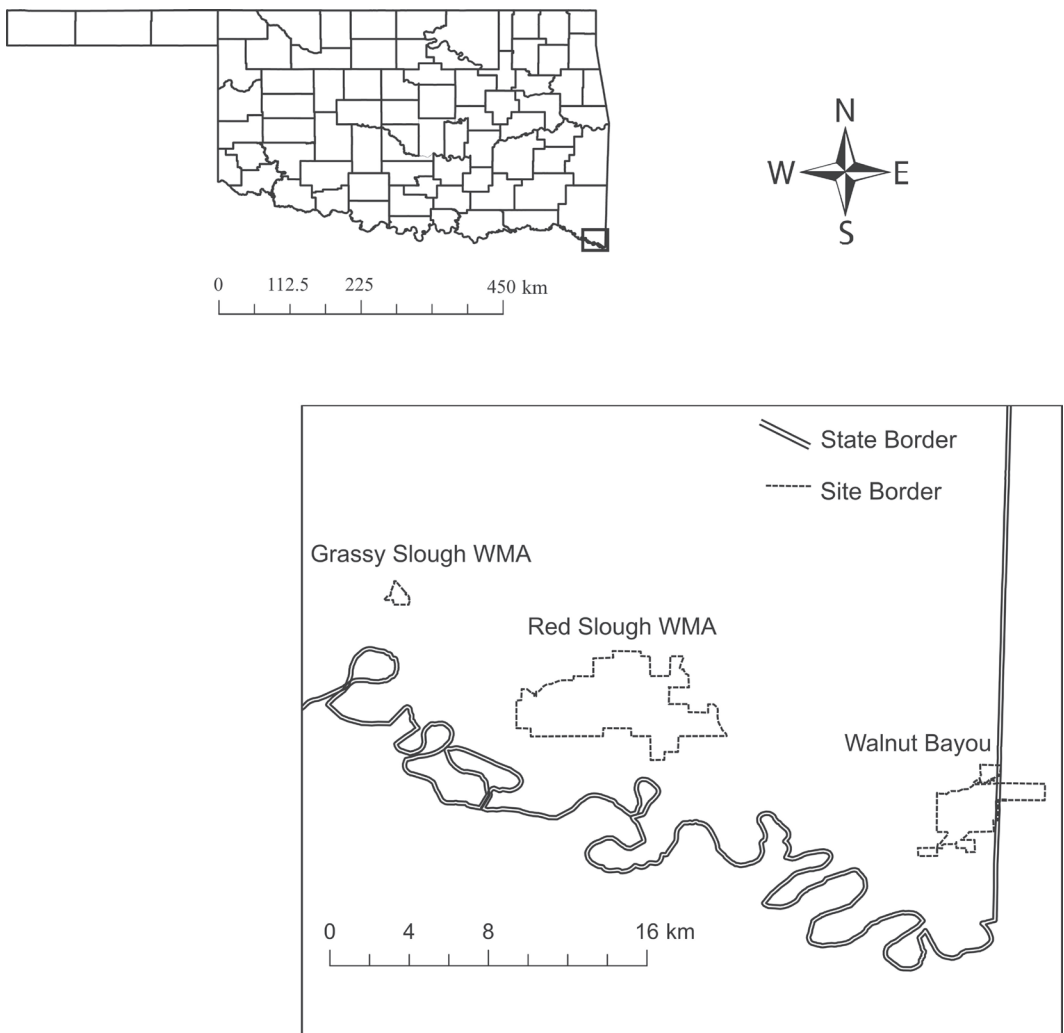 N
W E
S
0 112.5 225 450 km
State Border
Site Border
Grassy Slough WMA
Red Slough WMA
Walnut Bayou
0 4 8 16 km